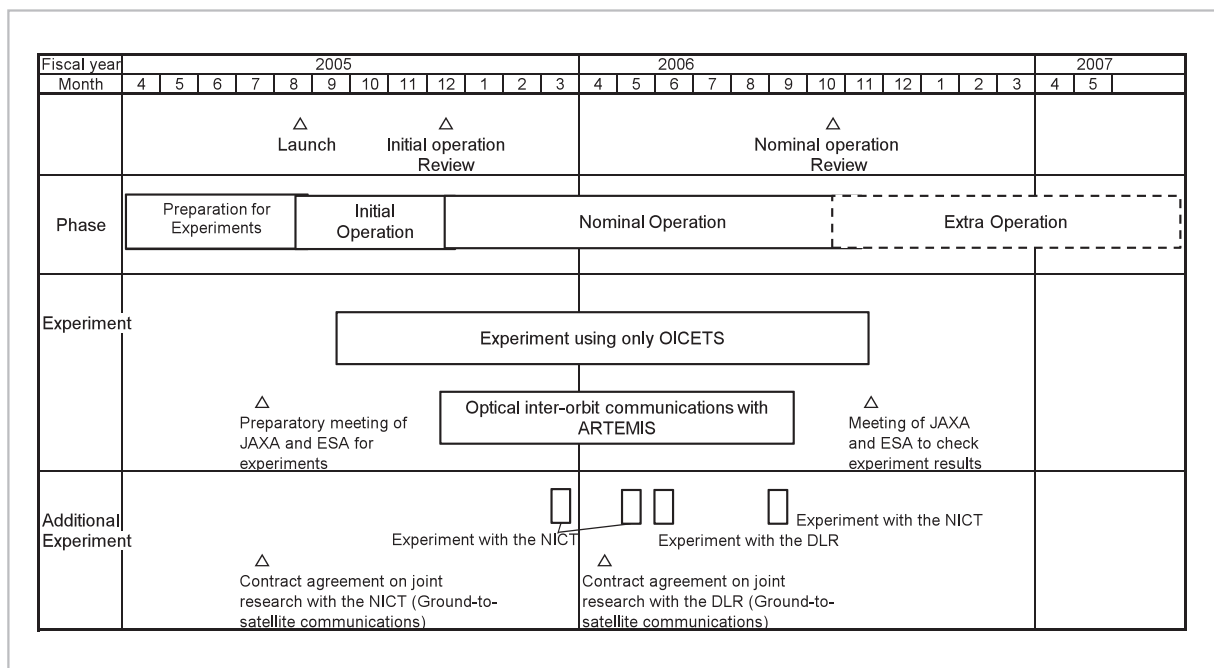 Fiscal year 2005 2006 2007
Month 4 5 6 7 8 9 10 11 12 1 2 3 4 5 6 7 8 9 10 11 12 1 2 3 4 5
Launch
Initial operation
Review
Nominal operation
Review
Phase
Preparation for
Experiments
Initial
Operation
Nominal Operation
Extra Operation
Experiment
Experiment using only OICETS
Optical inter-orbit communications with
ARTEMIS
Preparatory meeting of
JAXA and ESA for
experiments
Meeting of JAXA
and ESA to check
experiment results
Additional
Experiment
Experiment with the NICT
Experiment with the DLR
Experiment with the NICT
Contract agreement on joint
research with the NICT (Ground-to-
satellite communications)
Contract agreement on joint
research with the DLR (Ground-to-
satellite communications)